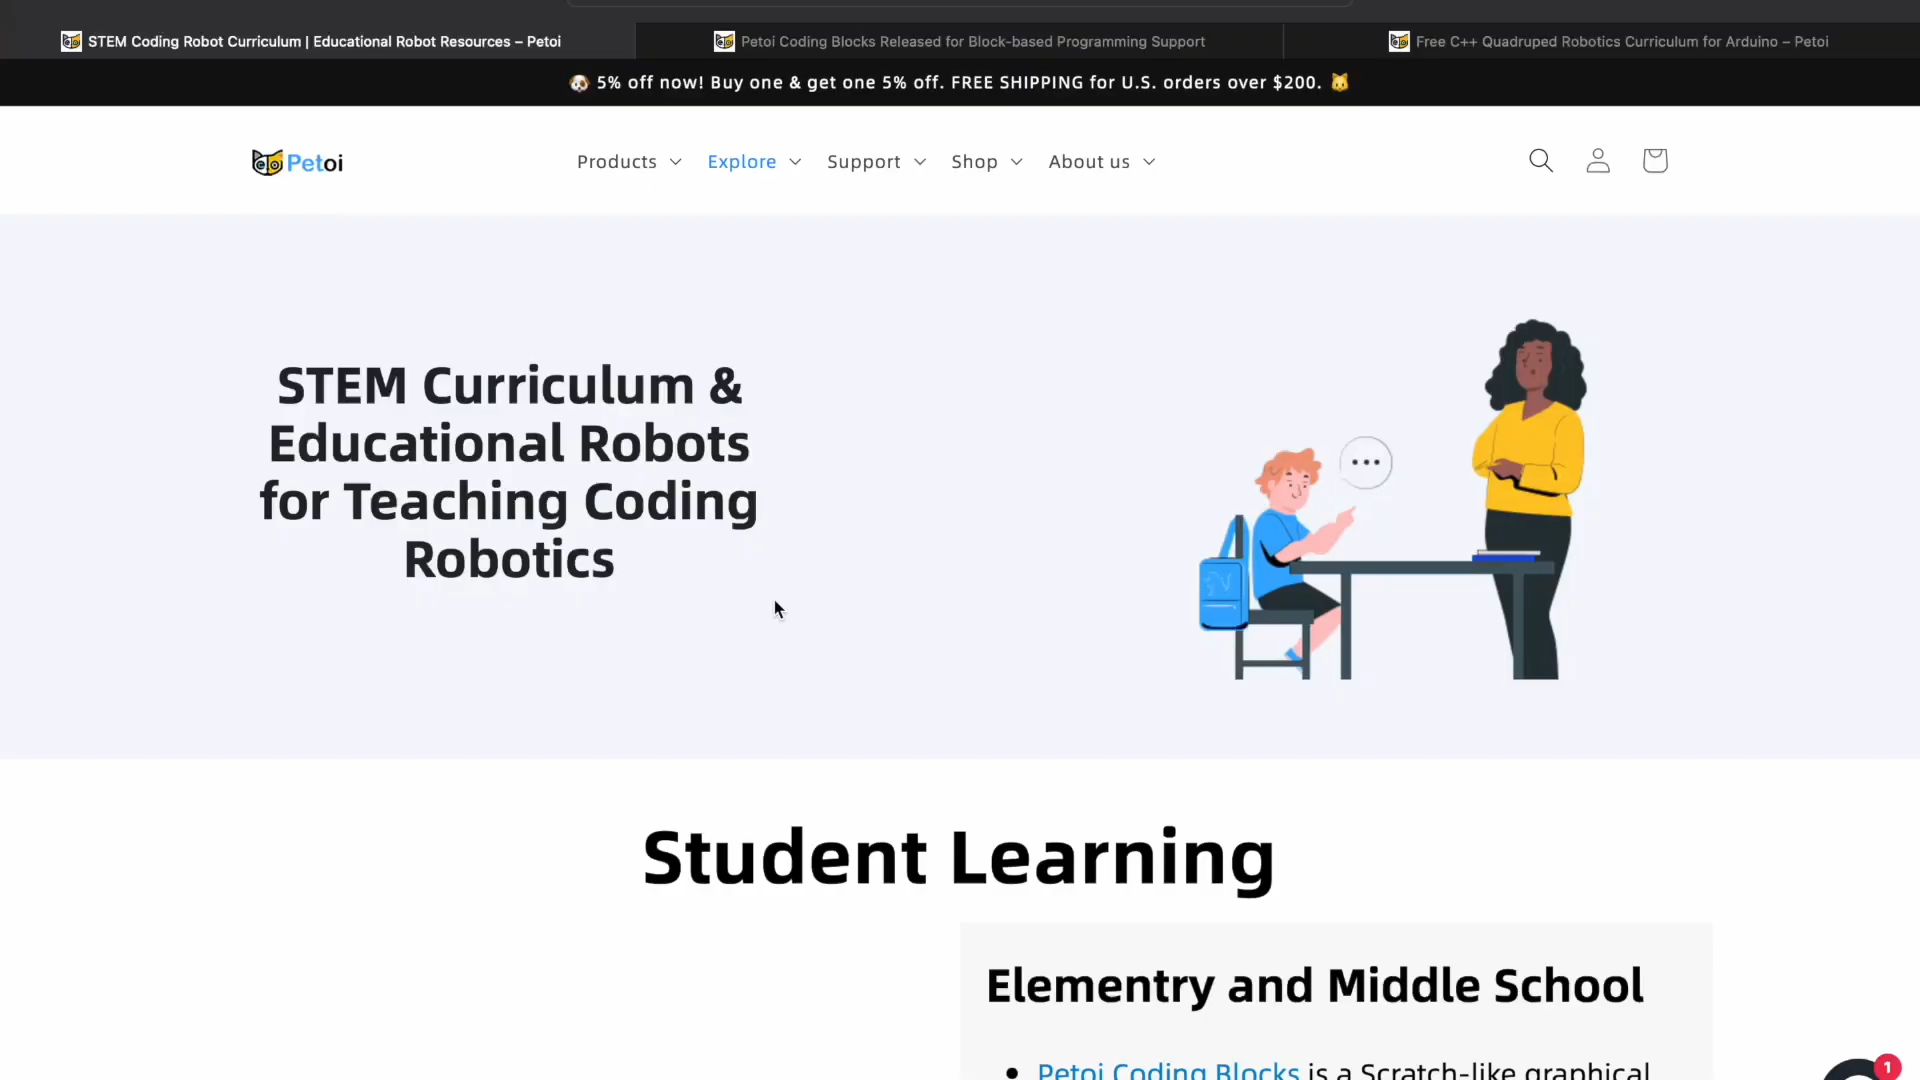 STEM Coding Robot Curriculum | Educational Robot Resources – Petoi
Petoi Coding Blocks Released for Block-based Programming Support
Free C++ Quadruped Robotics Curriculum for Arduino – Petoi
🐶 5% off now! Buy one & get one 5% off. FREE SHIPPING for U.S. orders over $200. 🐱
Petoi
Products
Explore
Support
Shop
About us
STEM Curriculum &
Educational Robots
for Teaching Coding
Robotics
Student Learning
Elementry and Middle School
• Petoi Coding Blocks is a Scratch-like graphical
1